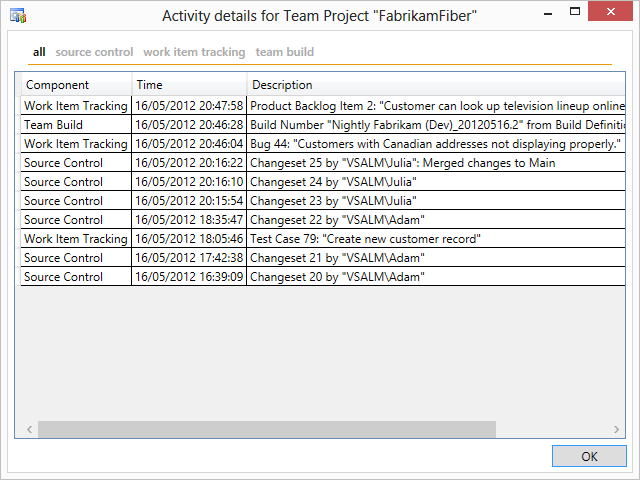 Activity details for Team Project "FabrikamFiber"
all source control work item tracking team build
Component Time Description
Work Item Tracking 16/05/2012 20:47:58 Product Backlog Item 2: "Customer can look up television lineup online
Team Build 16/05/2012 20:46:28 Build Number "Nightly Fabrikam (Dev)_20120516.2" from Build Definiti
Work Item Tracking 16/05/2012 20:46:04 Bug 44: "Customers with Canadian addresses not displaying properly."
Source Control 16/05/2012 20:16:22 Changeset 25 by "VSALM\Julia": Merged changes to Main
Source Control 16/05/2012 20:16:10 Changeset 24 by "VSALM\Julia"
Source Control 16/05/2012 20:15:54 Changeset 23 by "VSALM\Julia"
Source Control 16/05/2012 18:35:47 Changeset 22 by "VSALM\Adam"
Work Item Tracking 16/05/2012 18:05:46 Test Case 79: "Create new customer record"
Source Control 16/05/2012 17:42:38 Changeset 21 by "VSALM\Adam"
Source Control 16/05/2012 16:39:09 Changeset 20 by "VSALM\Adam"
OK